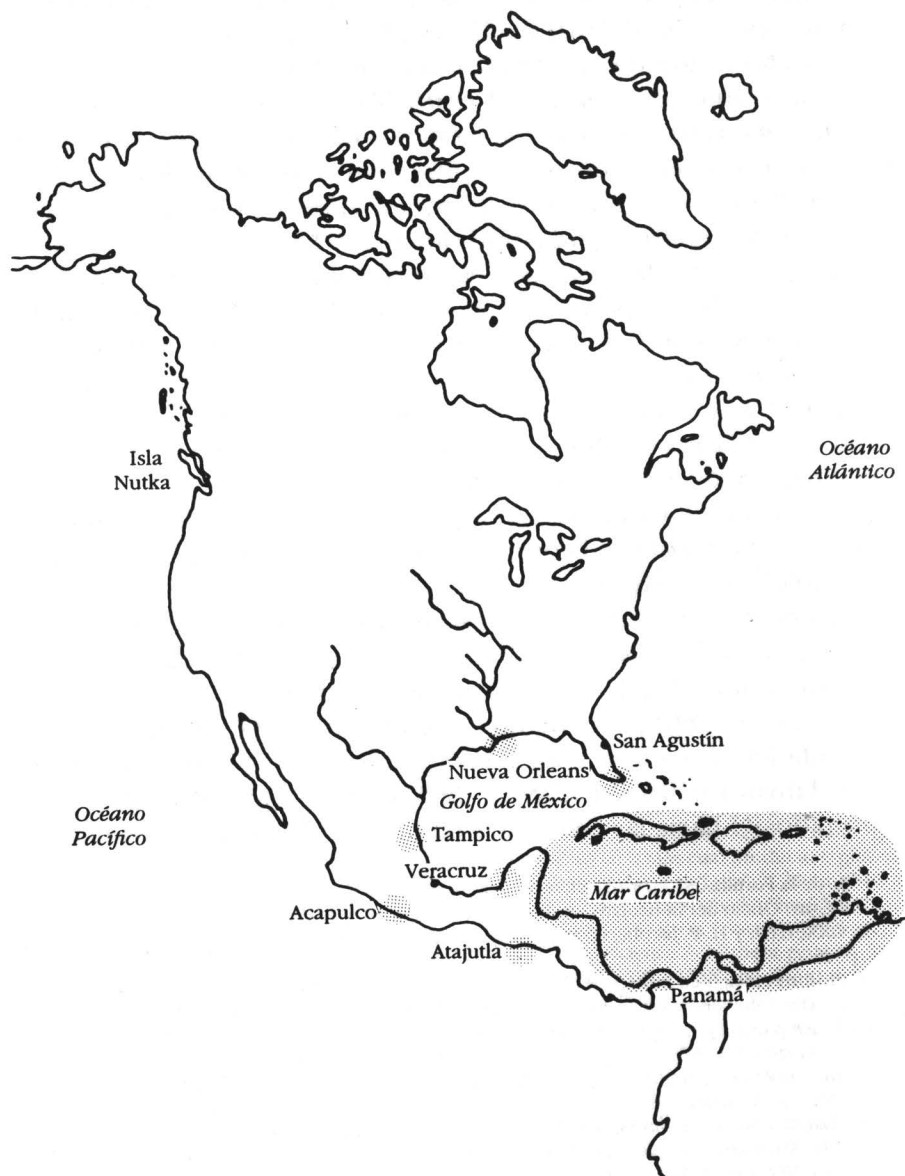 Isla
Nutka
Océano
Atlántico
San Agustín
Nueva Orleans
Golfo de México
Océano
Pacífico
Tampico
Veracruz
Mar Caribe
Acapulco
Atajutla
Panamá